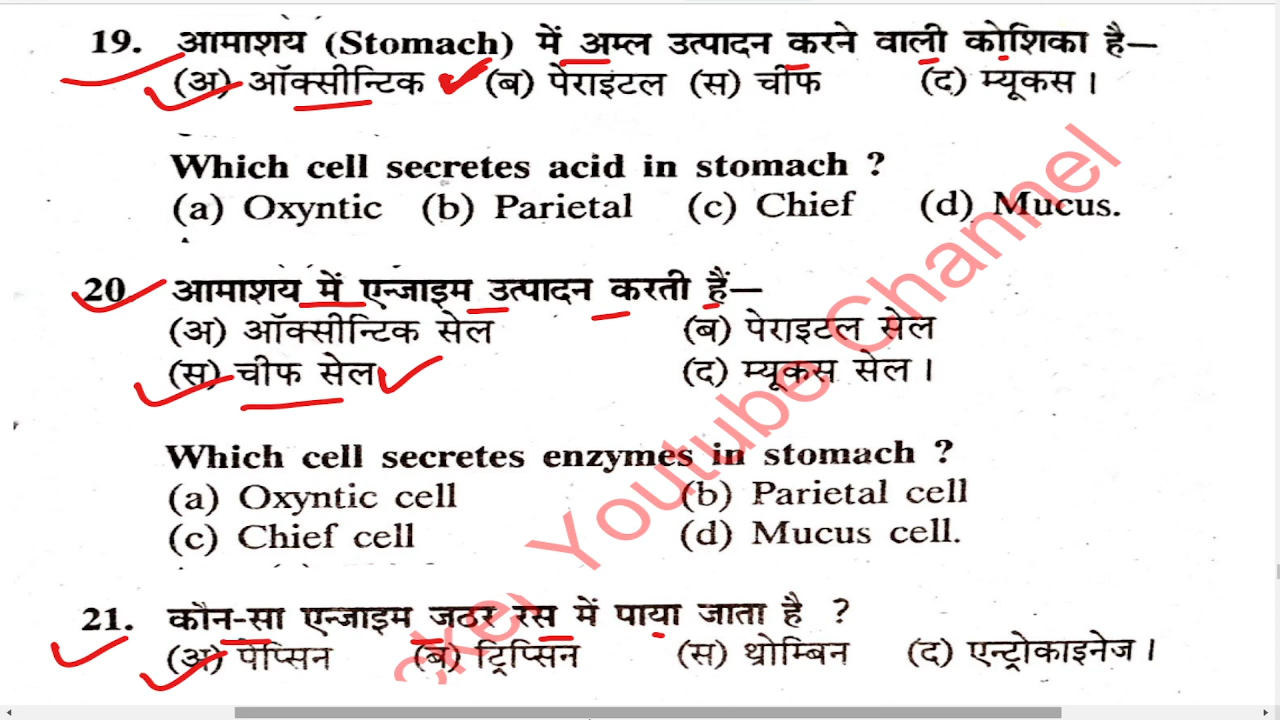 19. आमाशय (Stomach) में अम्ल उत्पादन करने वाली कोशिका है—
(अ) ऑक्सीन्टिक (ब) पेराइटल (स) चीफ (द) म्यूकस ।
Which cell secretes acid in stomach ?
(a) Oxyntic (b) Parietal (c) Chief (d) Mucus.
20 आमाशय में एन्जाइम उत्पादन करती हैं—
(अ) ऑक्सीन्टिक सेल (ब) पेराइटल सेल
(स) चीफ सेल (द) म्यूकस सेल ।
Which cell secretes enzymes in stomach ?
(a) Oxyntic cell (b) Parietal cell
(c) Chief cell (d) Mucus cell.
21. कौन-सा एन्जाइम जठर रस में पाया जाता है ?
(अ) पेप्सिन (ब) ट्रिप्सिन (स) थ्रोम्बिन (द) एन्ट्रोकाइनेज ।
Youtube Channel